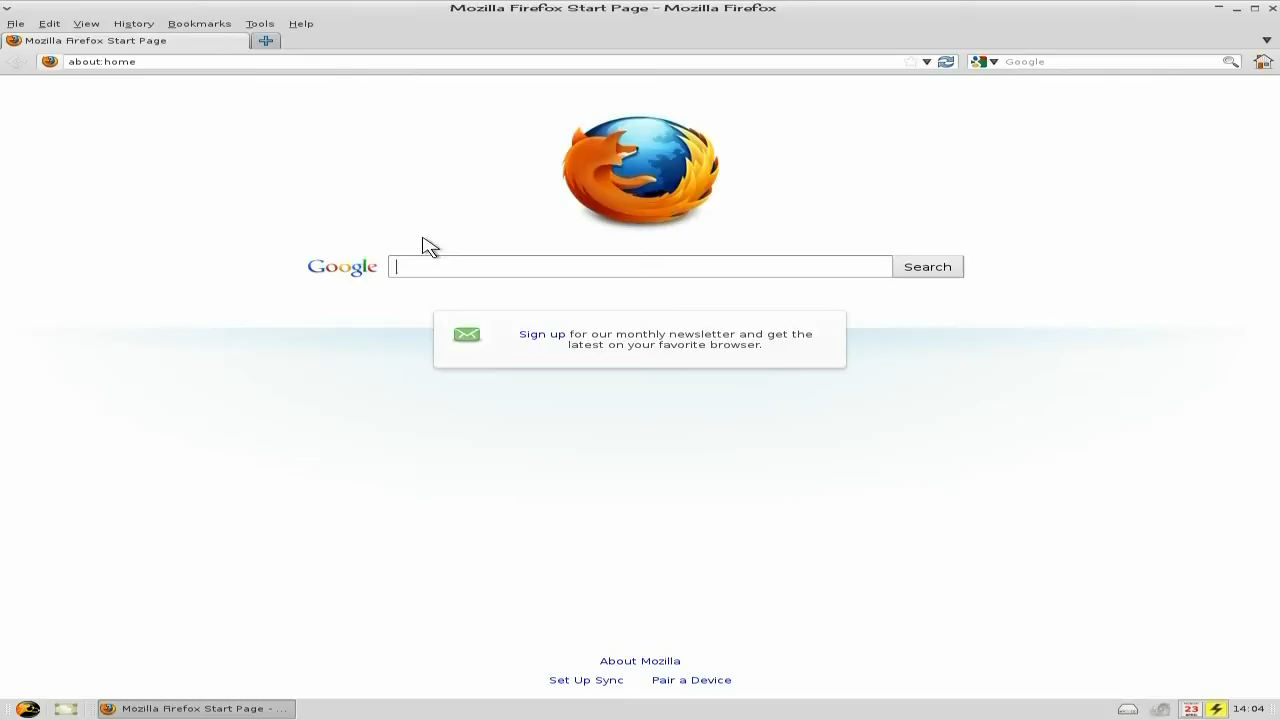 Mozilla Firefox Start Page - Mozilla Firefox
File Edit View History Bookmarks Tools Help
Mozilla Firefox Start Page
about:home
Google
Google
Search
Sign up for our monthly newsletter and get the
latest on your favorite browser.
About Mozilla
Set Up Sync Pair a Device
Mozilla Firefox Start Page - ...
23
14:04